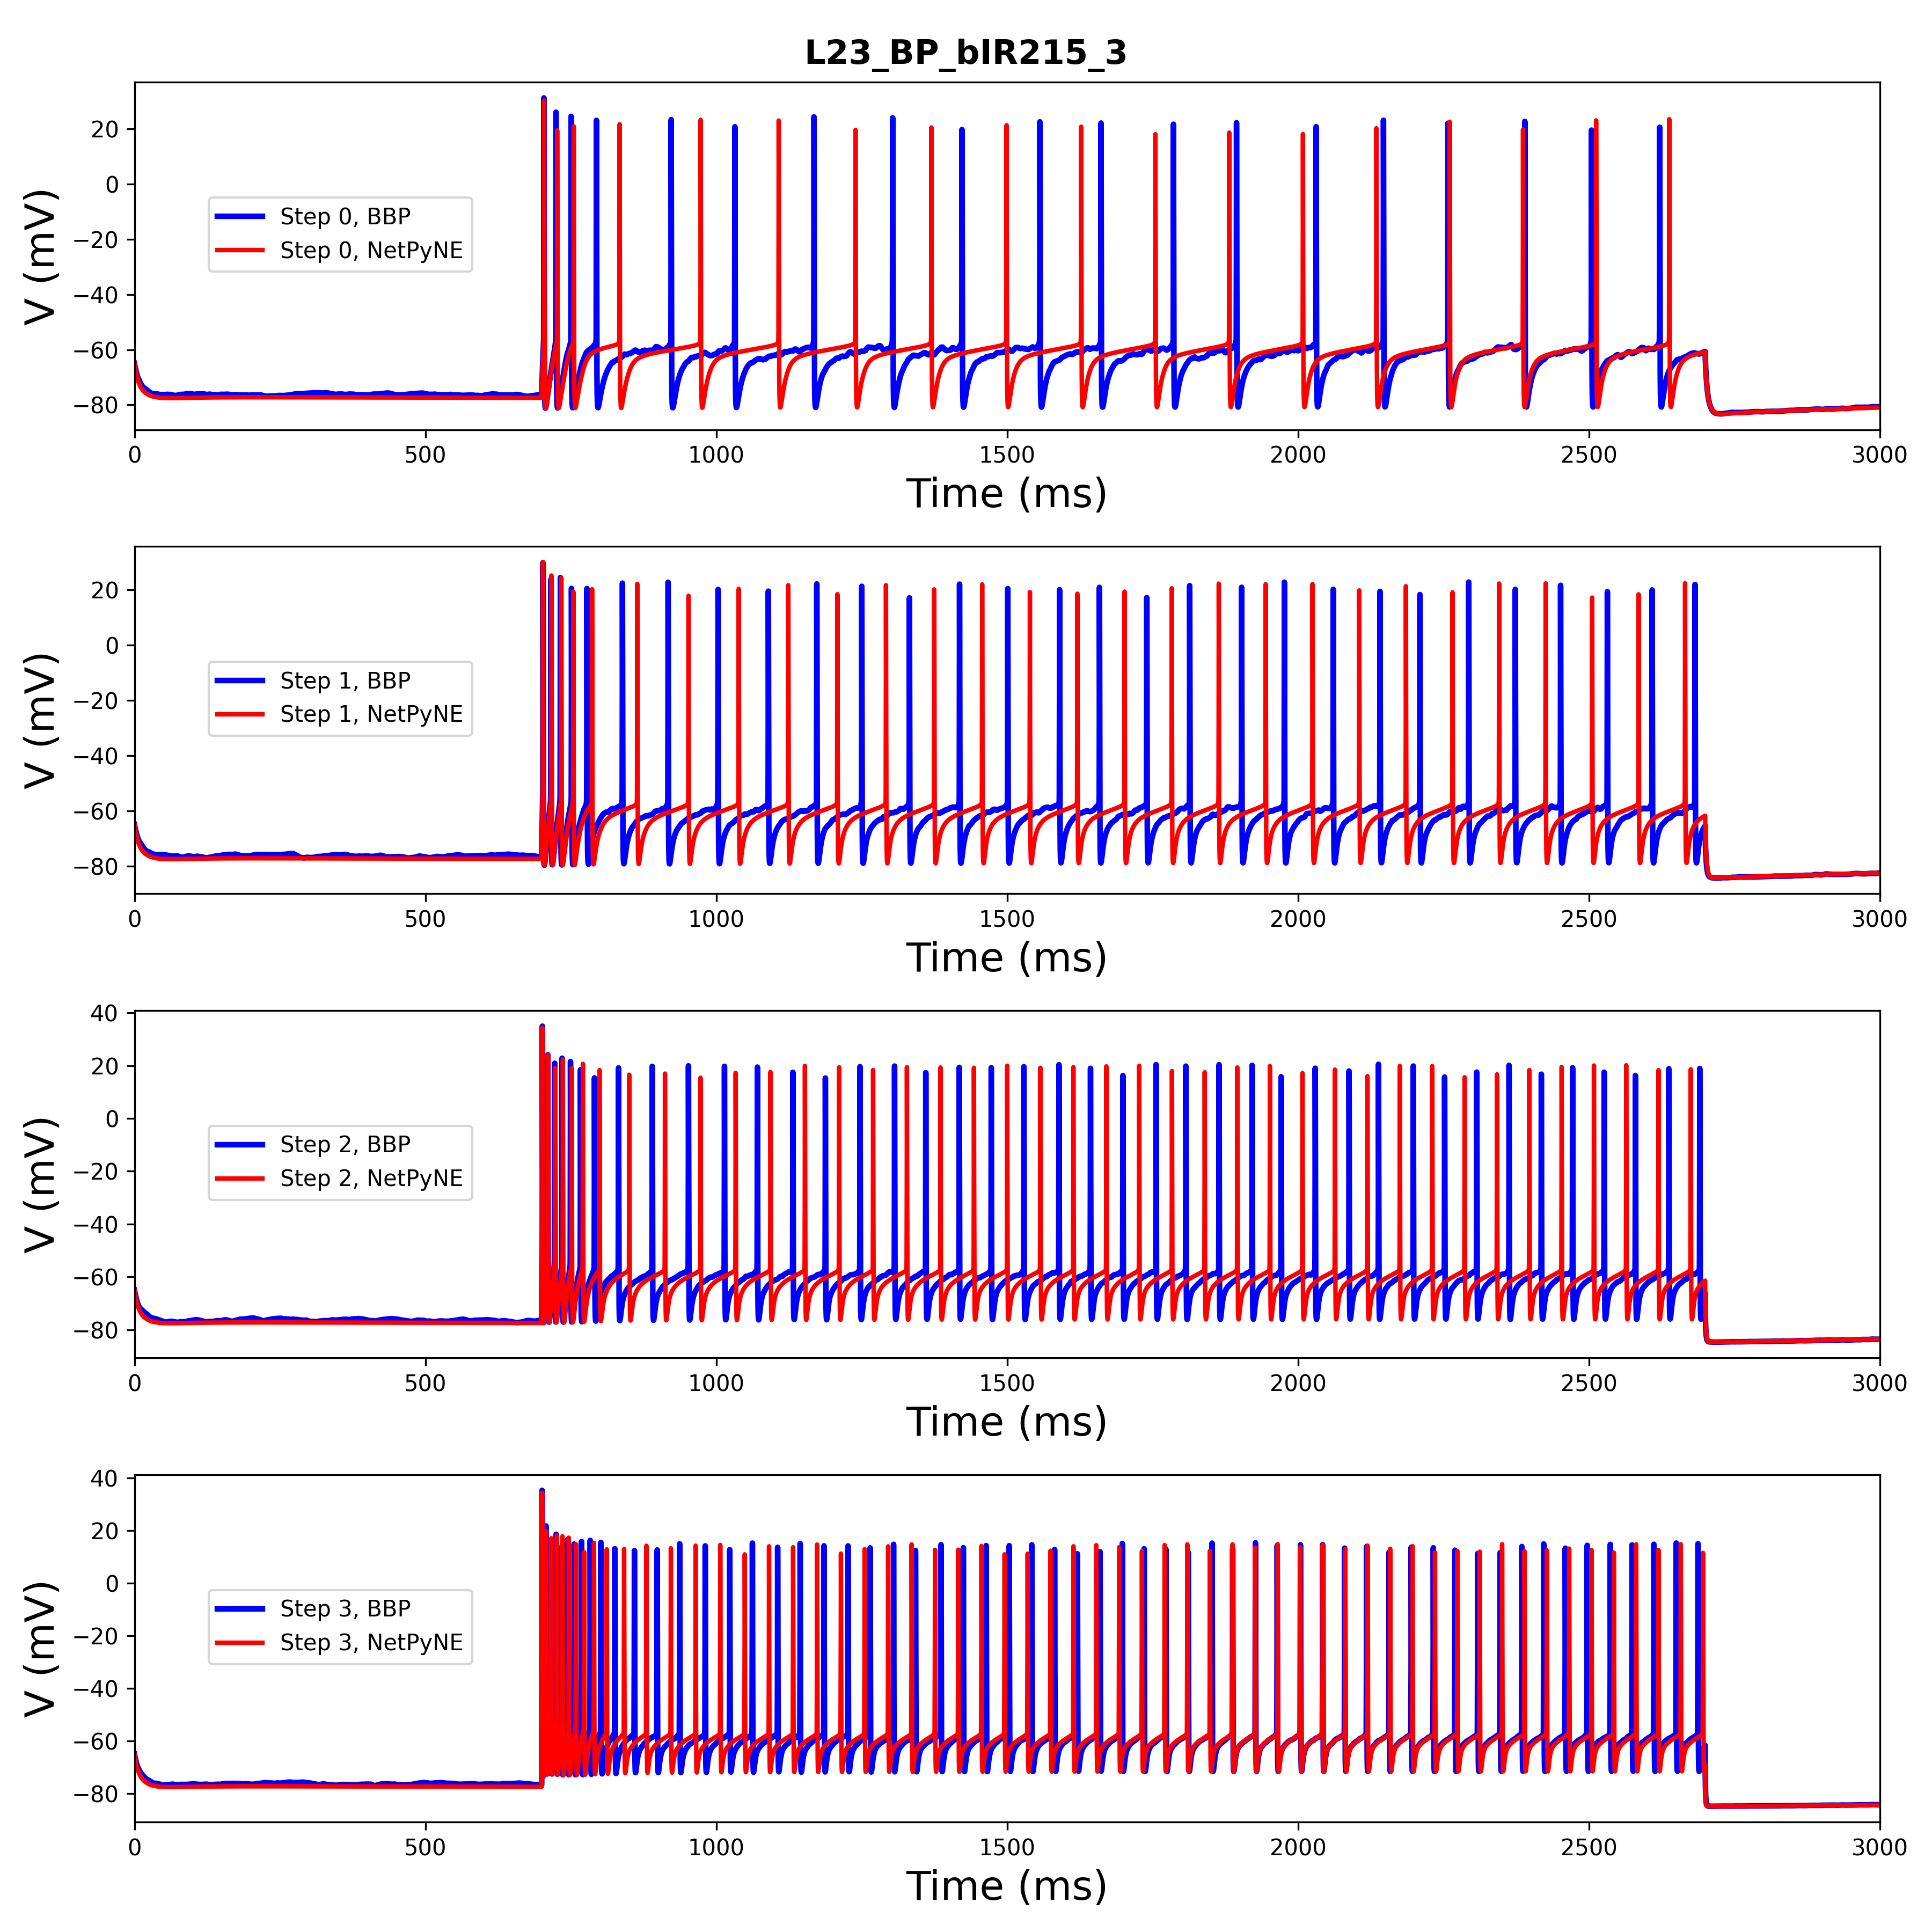 L23_BP_bIR215_3
20
0
−20
−40
−60
−80
V (mV)
Step 0, BBP
Step 0, NetPyNE
0 500 1000 1500 2000 2500 3000
Time (ms)
20
0
−20
−40
−60
−80
V (mV)
Step 1, BBP
Step 1, NetPyNE
0 500 1000 1500 2000 2500 3000
Time (ms)
40
20
0
−20
−40
−60
−80
V (mV)
Step 2, BBP
Step 2, NetPyNE
0 500 1000 1500 2000 2500 3000
Time (ms)
40
20
0
−20
−40
−60
−80
V (mV)
Step 3, BBP
Step 3, NetPyNE
0 500 1000 1500 2000 2500 3000
Time (ms)